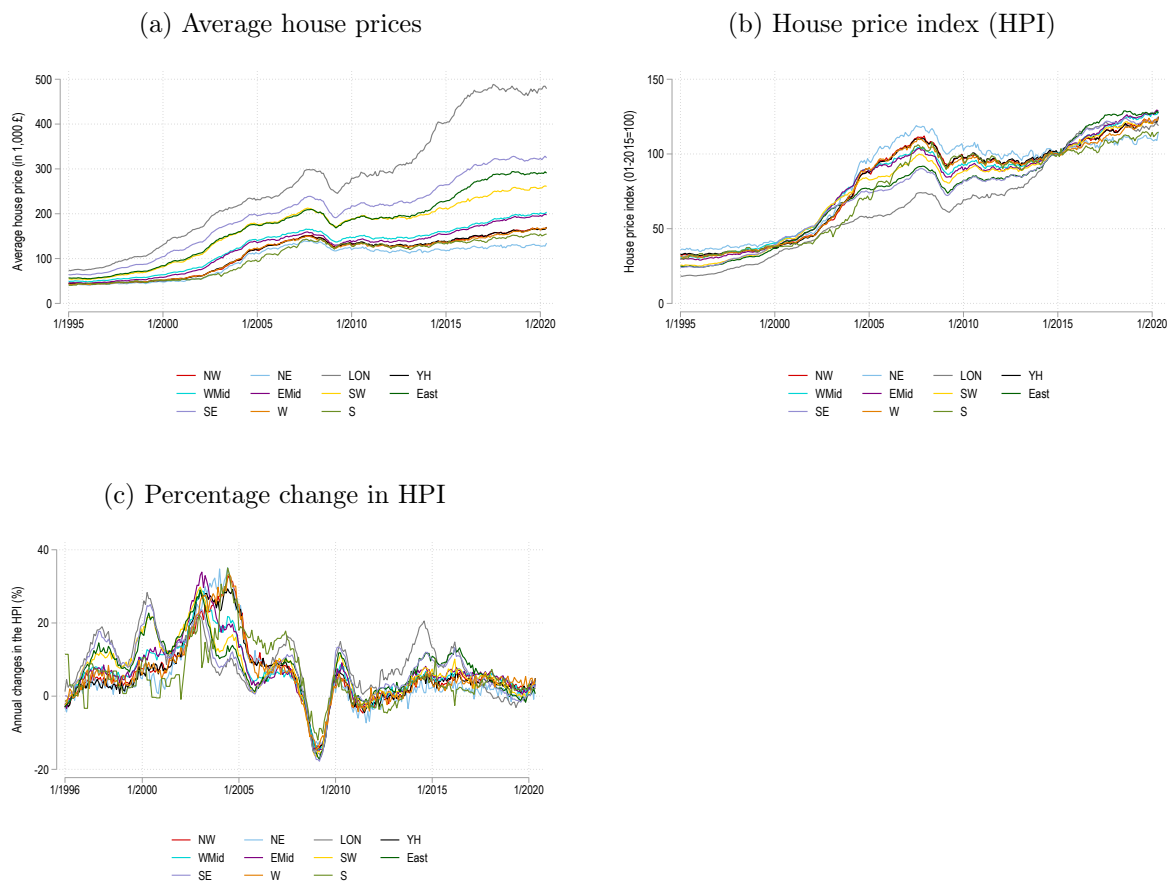 (a) Average house prices
Average house price (in 1,000 £)
500
400
300
200
100
0
1/1995 1/2000 1/2005 1/2010 1/2015 1/2020
NW NE LON YH
WMid EMid SW East
SE W S
(b) House price index (HPI)
House price index (01-2015=100)
150
100
50
0
1/1995 1/2000 1/2005 1/2010 1/2015 1/2020
NW NE LON YH
WMid EMid SW East
SE W S
(c) Percentage change in HPI
Annual changes in the HPI (%)
40
20
0
-20
1/1996 1/2000 1/2005 1/2010 1/2015 1/2020
NW NE LON YH
WMid EMid SW East
SE W S